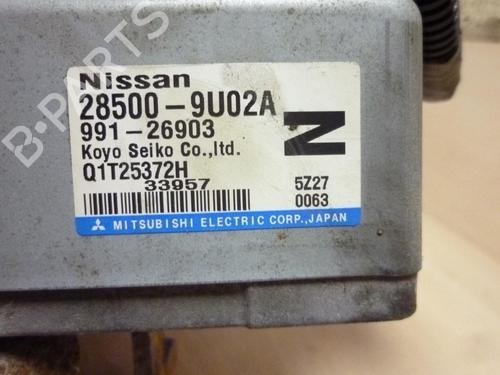 B-PARTS
Nissan
28500-9U02A
991-26903
Koyo Seiko Co.,ltd.
Q1T25372H
33957
N
5Z27
0063
MITSUBISHI ELECTRIC CORP.,JAPAN